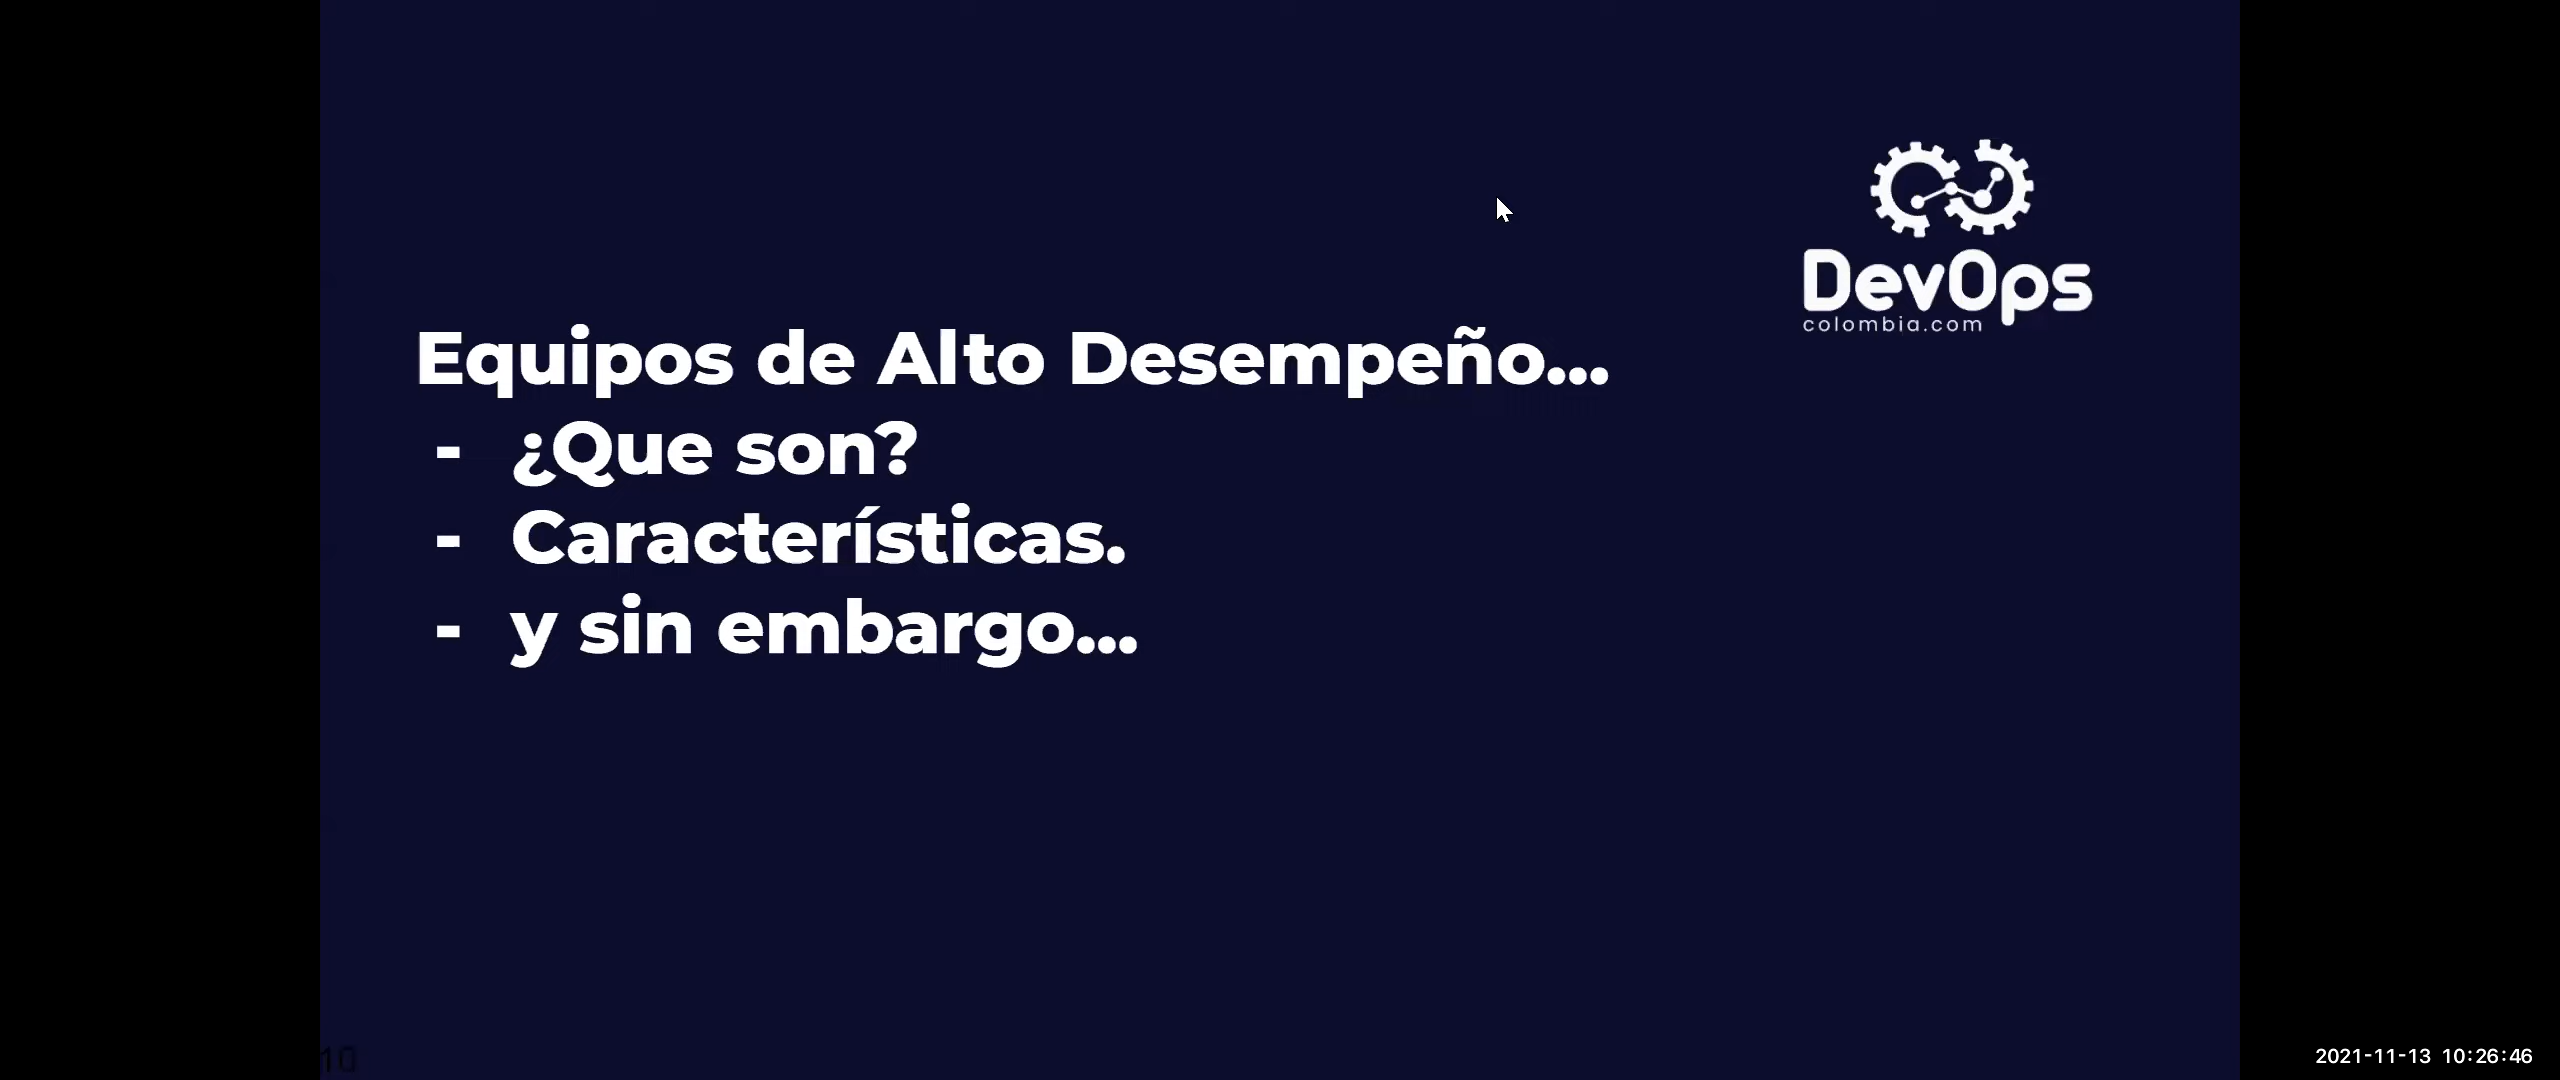 DevOps
colombia.com
Equipos de Alto Desempeño...
- ¿Que son?
- Características.
- y sin embargo...
10
2021-11-13 10:26:46